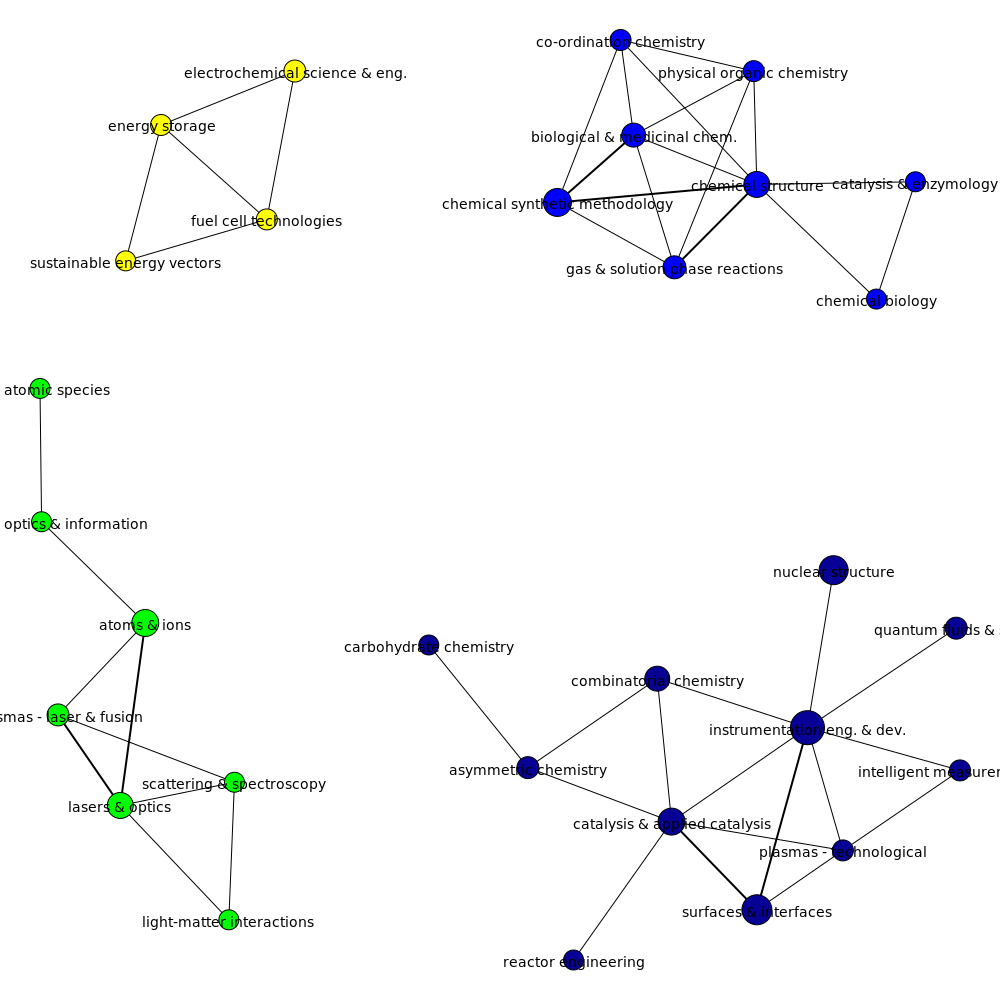 co-ordination chemistry
electrochemical science & eng.
physical organic chemistry
energy storage
biological & medicinal chem.
chemical structure
catalysis & enzymology
chemical synthetic methodology
fuel cell technologies
sustainable energy vectors
gas & solution phase reactions
chemical biology
atomic species
optics & information
nuclear structure
atoms & ions
quantum fluids &
carbohydrate chemistry
combinatorial chemistry
smas - laser & fusion
instrumentation eng. & dev.
asymmetric chemistry
intelligent measurer
scattering & spectroscopy
lasers & optics
catalysis & applied catalysis
plasmas - technological
surfaces & interfaces
light-matter interactions
reactor engineering